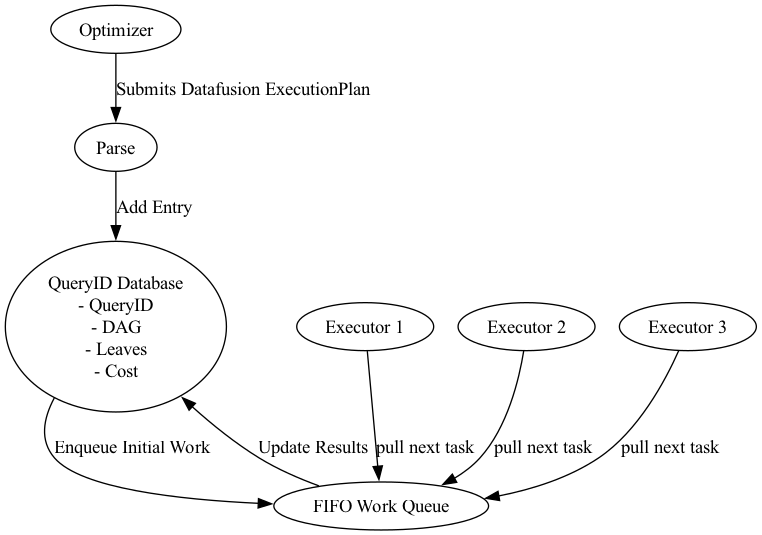 Optimizer
Submits Datafusion ExecutionPlan
Parse
Add Entry
QueryID Database
- QueryID
- DAG
- Leaves
- Cost
Executor 1
Executor 2
Executor 3
Enqueue Initial Work
Update Results
pull next task
pull next task
pull next task
FIFO Work Queue